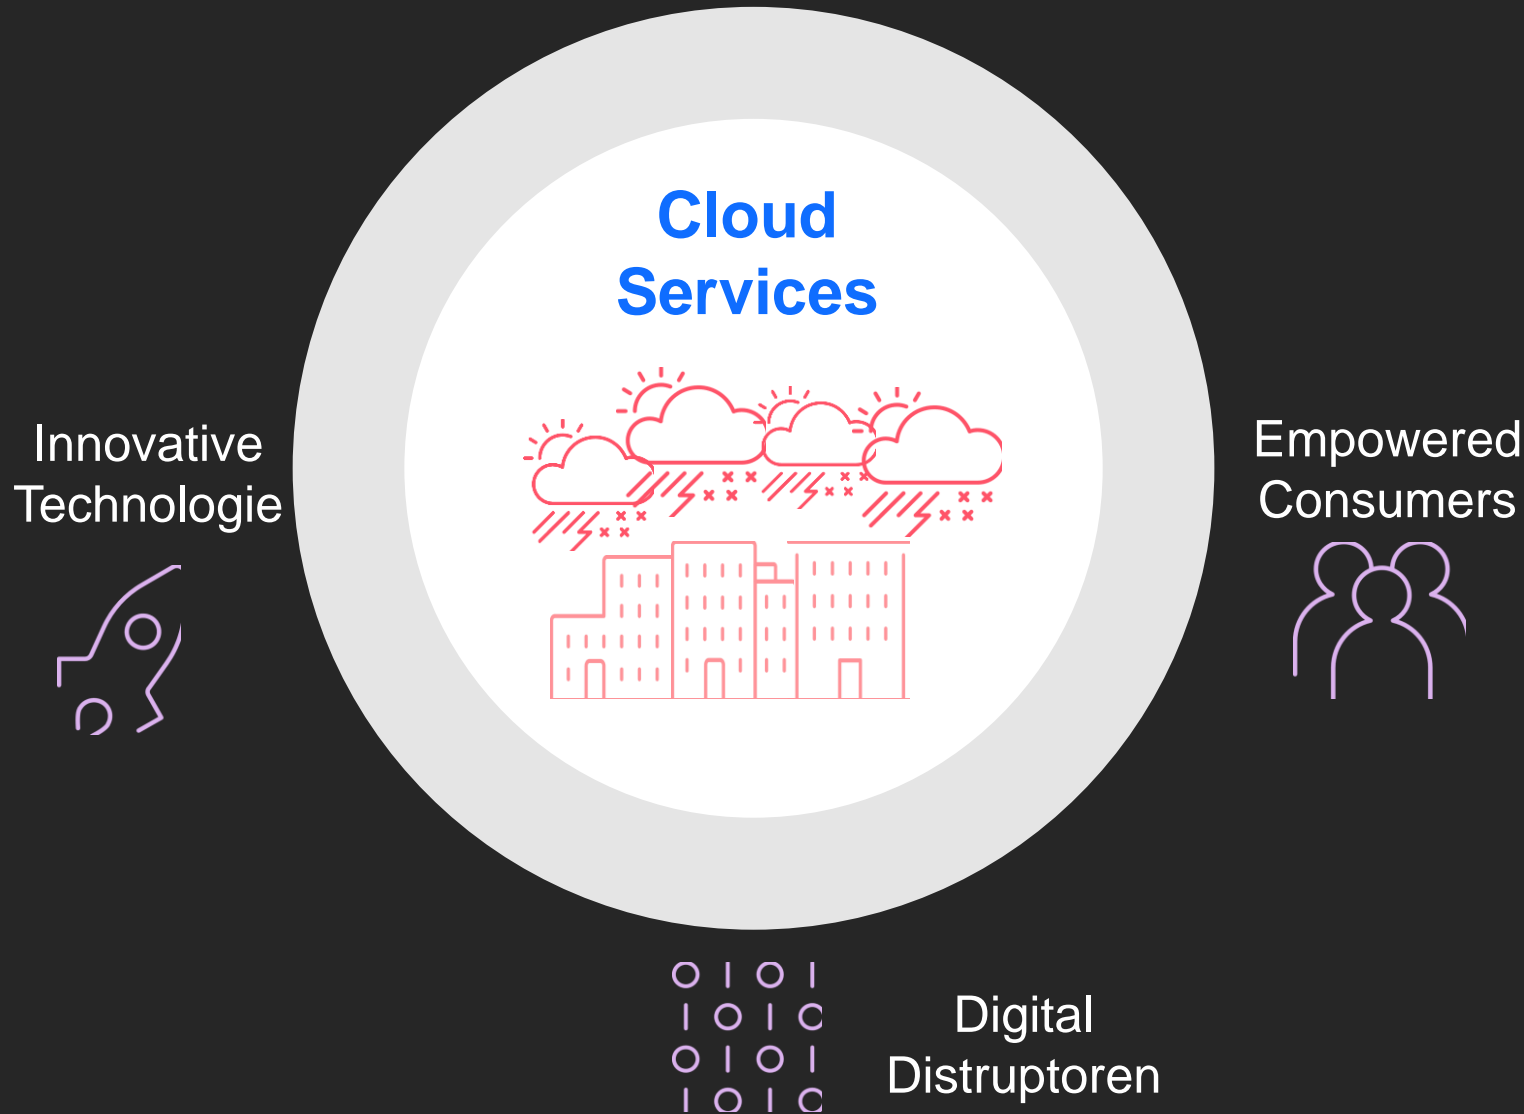 Cloud
Services
Innovative
Technologie
Empowered
Consumers
Digital
Distruptoren